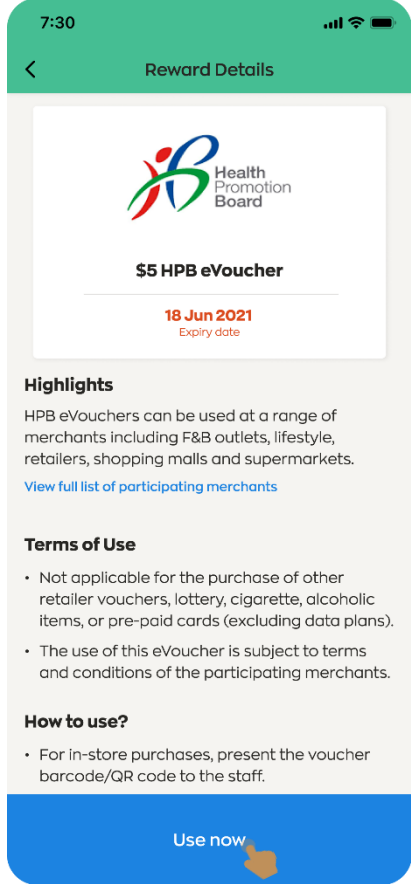 7:30
Reward Details
Health
Promotion
Board
$5 HPB eVoucher
18 Jun 2021
Expiry date
Highlights
HPB eVouchers can be used at a range of
merchants including F&B outlets, lifestyle,
retailers, shopping malls and supermarkets.
View full list of participating merchants
Terms of Use
• Not applicable for the purchase of other
retailer vouchers, lottery, cigarette, alcoholic
items, or pre-paid cards (excluding data plans).
• The use of this eVoucher is subject to terms
and conditions of the participating merchants.
How to use?
• For in-store purchases, present the voucher
barcode/QR code to the staff.
Use now